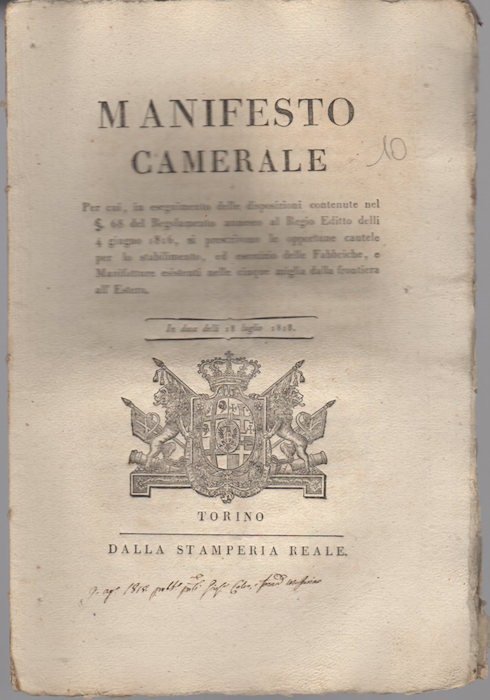 MANIFESTO
CAMERALE
10
Per cui, in eseguimento delle disposizioni contenute nel
§. 68 del Regolamento annesso al Regio Editto delli
4 giugno 1816, si prescrivono le opportune cautele
per lo stabilimento, ed esercizio delle Fabbriche, e
Manifatture esistenti nelle cinque miglia dalla frontiera
all' Estero.
In data delli 18 luglio 1818.
TORINO
DALLA STAMPERIA REALE.
1818